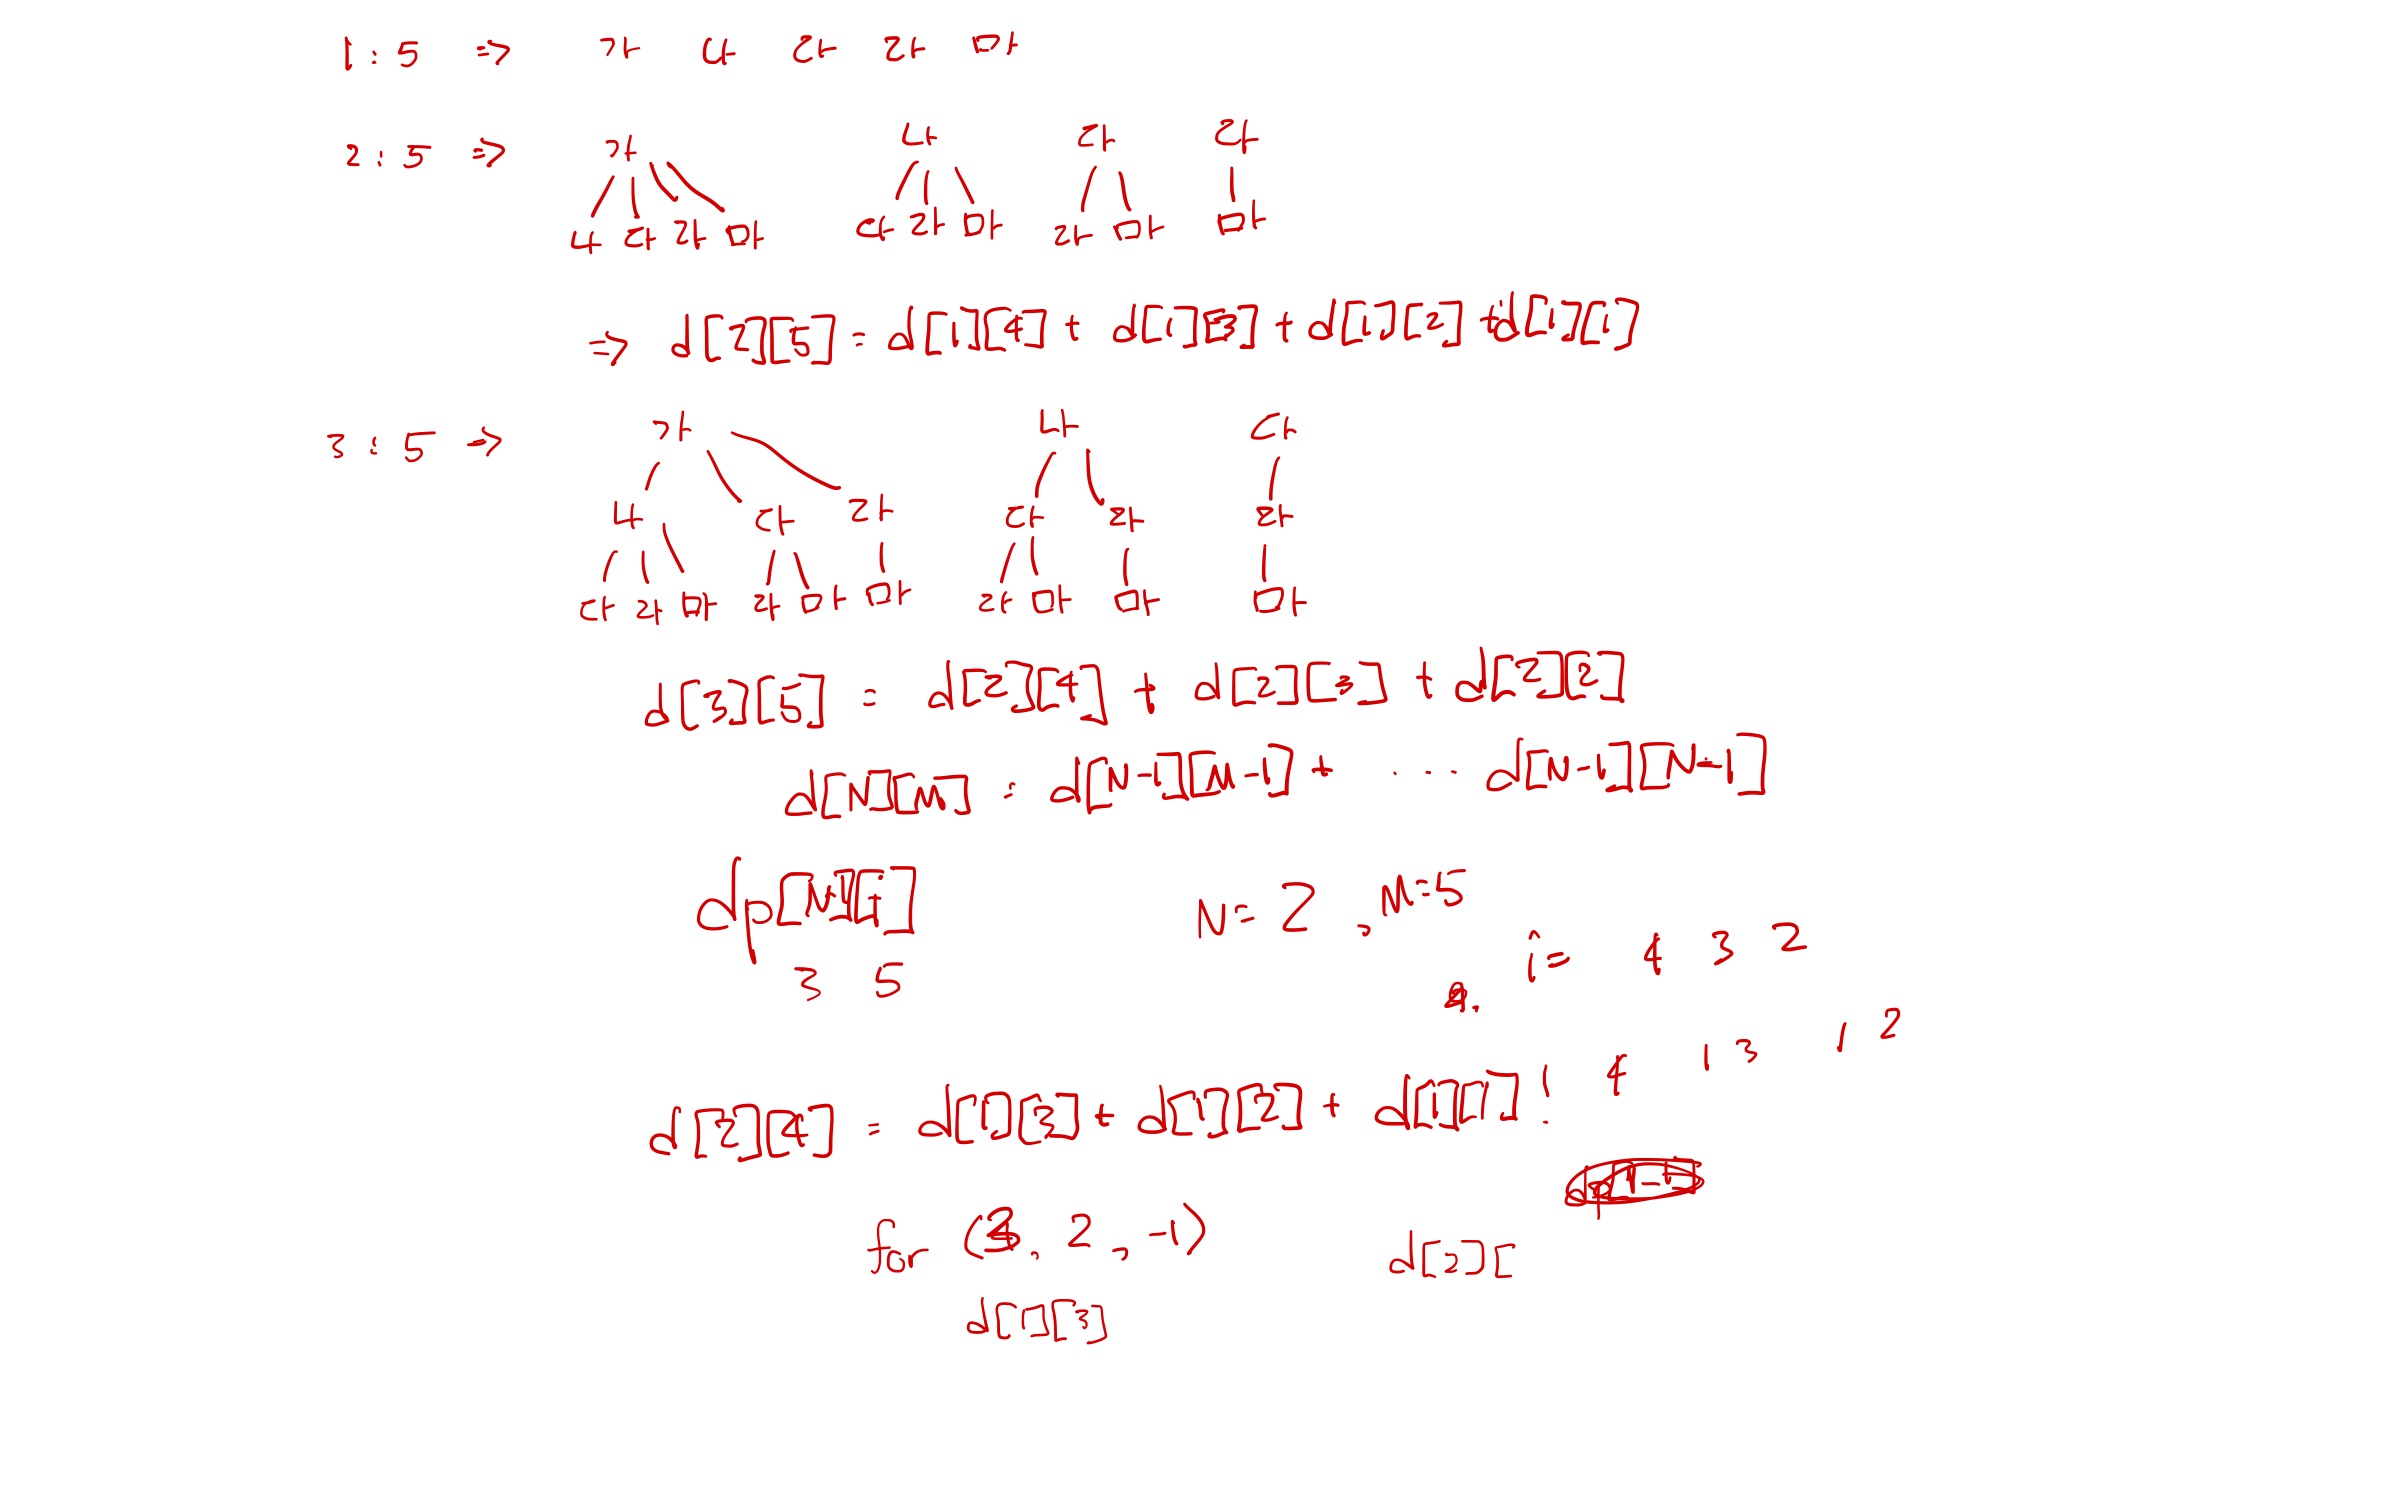 1 : 5 ⇒ 가 나 다 라 마
2 : 5 ⇒ 가 나 다 라
나 다 라 마 다 라 마 라 마 마
⇒ d[2][5] = d[1][4] + d[1][3] + d[1][2] + d[1][1]
3 : 5 ⇒ 가 나 다
나 다 라 다 라 라
다 라 마 라 마 마 라 마 마 마
d[3][5] = d[2][4] + d[2][3] + d[2][2]
d[N][M] = d[N-1][M-1] + ... d[N-1][N-1]
N=2 , M=5
3 5
i= 4 3 2
4 1 3 1 2
d[2][4] = d[1][3] + d[1][2] + d[1][1] !
for ( , 2 , -1)
d[2][
d[1][3]